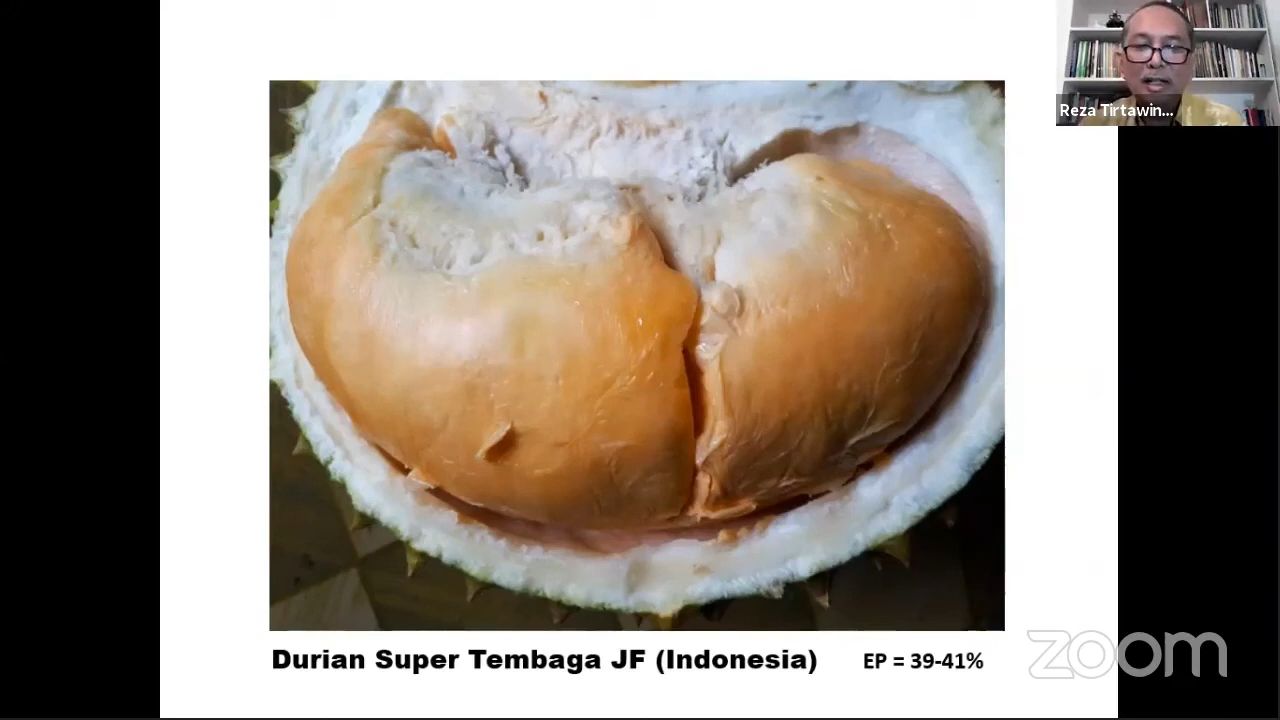 Reza Tirtawin...
Durian Super Tembaga JF (Indonesia) EP = 39-41%
zoom